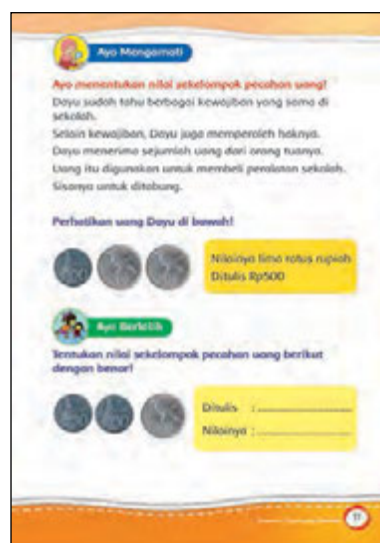 Ayo Mengamati
Ayo menentukan nilai sekelompok pecahan uang!
Dayu sudah tahu berbagai kewajiban yang sama di
sekolah.
Selain kewajiban, Dayu juga memperoleh haknya.
Dayu menerima sejumlah uang dari orang tuanya.
Uang itu digunakan untuk membeli peralatan sekolah.
Sisanya untuk ditabung.
Perhatikan uang Dayu di bawah!
Nilainya lima ratus rupiah
Ditulis Rp500
Ayo Berlatih
Tentukan nilai sekelompok pecahan uang berikut
dengan benar!
Ditulis :
Nilainya :